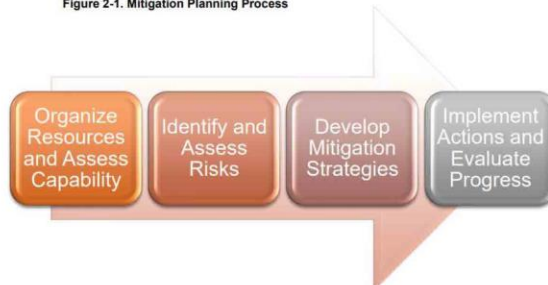 Figure 2-1. Mitigation Planning Process
Organize
Resources
and Assess
Capability
Identify and
Assess
Risks
Develop
Mitigation
Strategies
Implement
Actions and
Evaluate
Progress